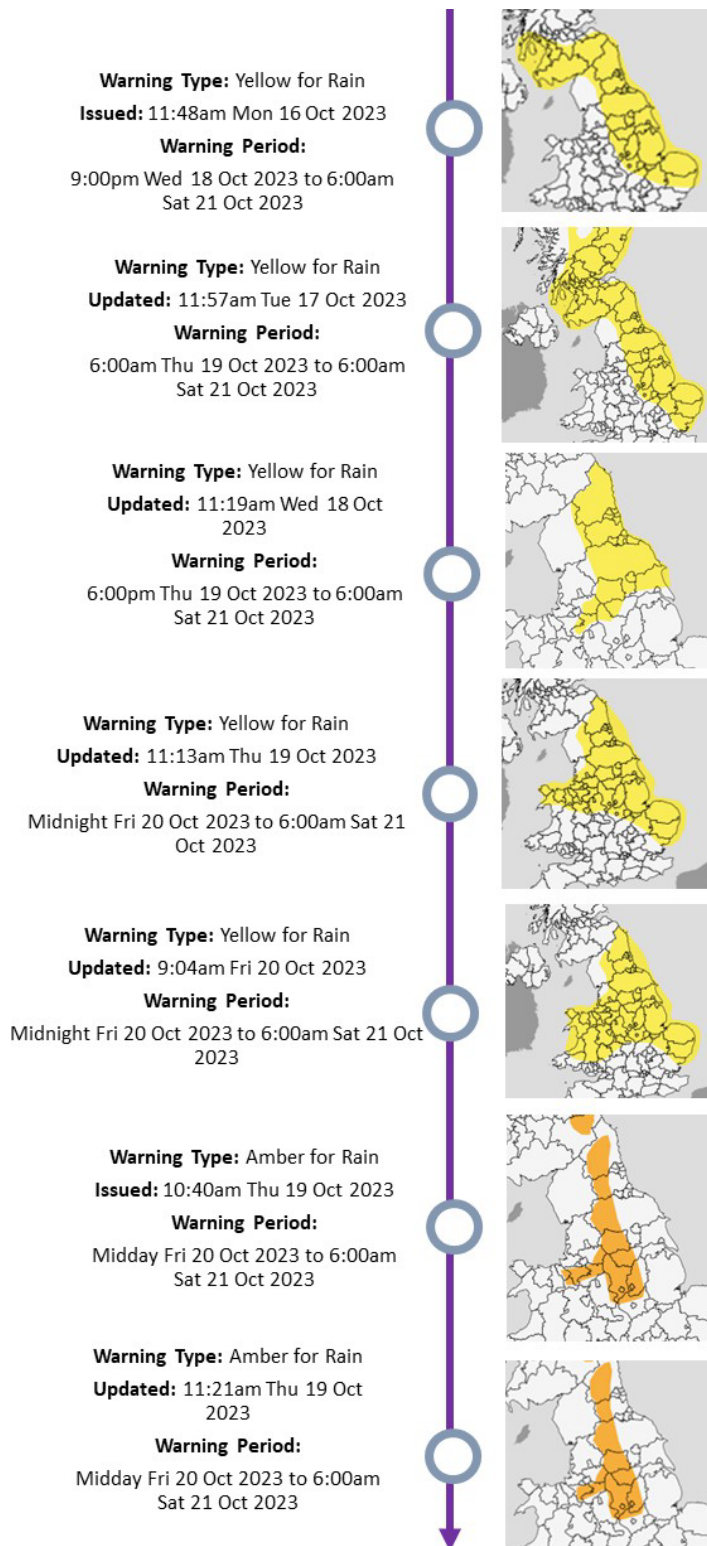 Warning Type: Yellow for Rain
Issued: 11:48am Mon 16 Oct 2023
Warning Period:
9:00pm Wed 18 Oct 2023 to 6:00am
Sat 21 Oct 2023
Warning Type: Yellow for Rain
Updated: 11:57am Tue 17 Oct 2023
Warning Period:
6:00am Thu 19 Oct 2023 to 6:00am
Sat 21 Oct 2023
Warning Type: Yellow for Rain
Updated: 11:19am Wed 18 Oct
2023
Warning Period:
6:00pm Thu 19 Oct 2023 to 6:00am
Sat 21 Oct 2023
Warning Type: Yellow for Rain
Updated: 11:13am Thu 19 Oct 2023
Warning Period:
Midnight Fri 20 Oct 2023 to 6:00am Sat 21
Oct 2023
Warning Type: Yellow for Rain
Updated: 9:04am Fri 20 Oct 2023
Warning Period:
Midnight Fri 20 Oct 2023 to 6:00am Sat 21 Oct
2023
Warning Type: Amber for Rain
Issued: 10:40am Thu 19 Oct 2023
Warning Period:
Midday Fri 20 Oct 2023 to 6:00am
Sat 21 Oct 2023
Warning Type: Amber for Rain
Updated: 11:21am Thu 19 Oct
2023
Warning Period:
Midday Fri 20 Oct 2023 to 6:00am
Sat 21 Oct 2023